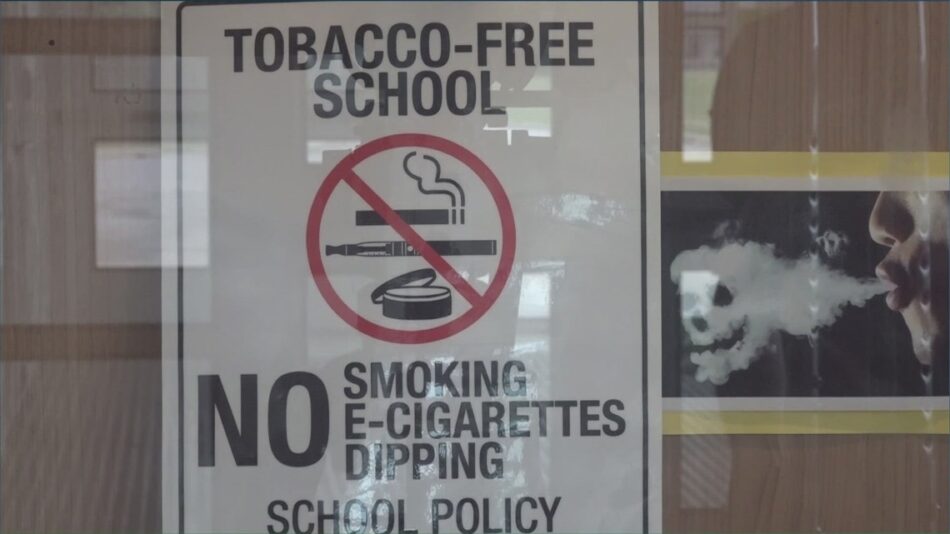 TOBACCO-FREE
SCHOOL
NO SMOKING
E-CIGARETTES
DIPPING
SCHOOL POLICY